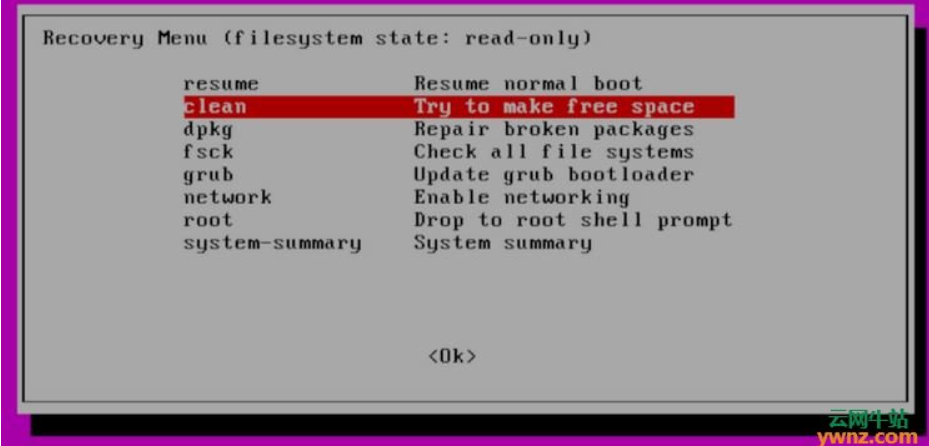 Recovery Menu (filesystem state: read-only)
resume Resume normal boot
clean Try to make free space
dpkg Repair broken packages
fsck Check all file systems
grub Update grub bootloader
network Enable networking
root Drop to root shell prompt
system-summary System summary
<Ok>
云网牛站
ywnz.com